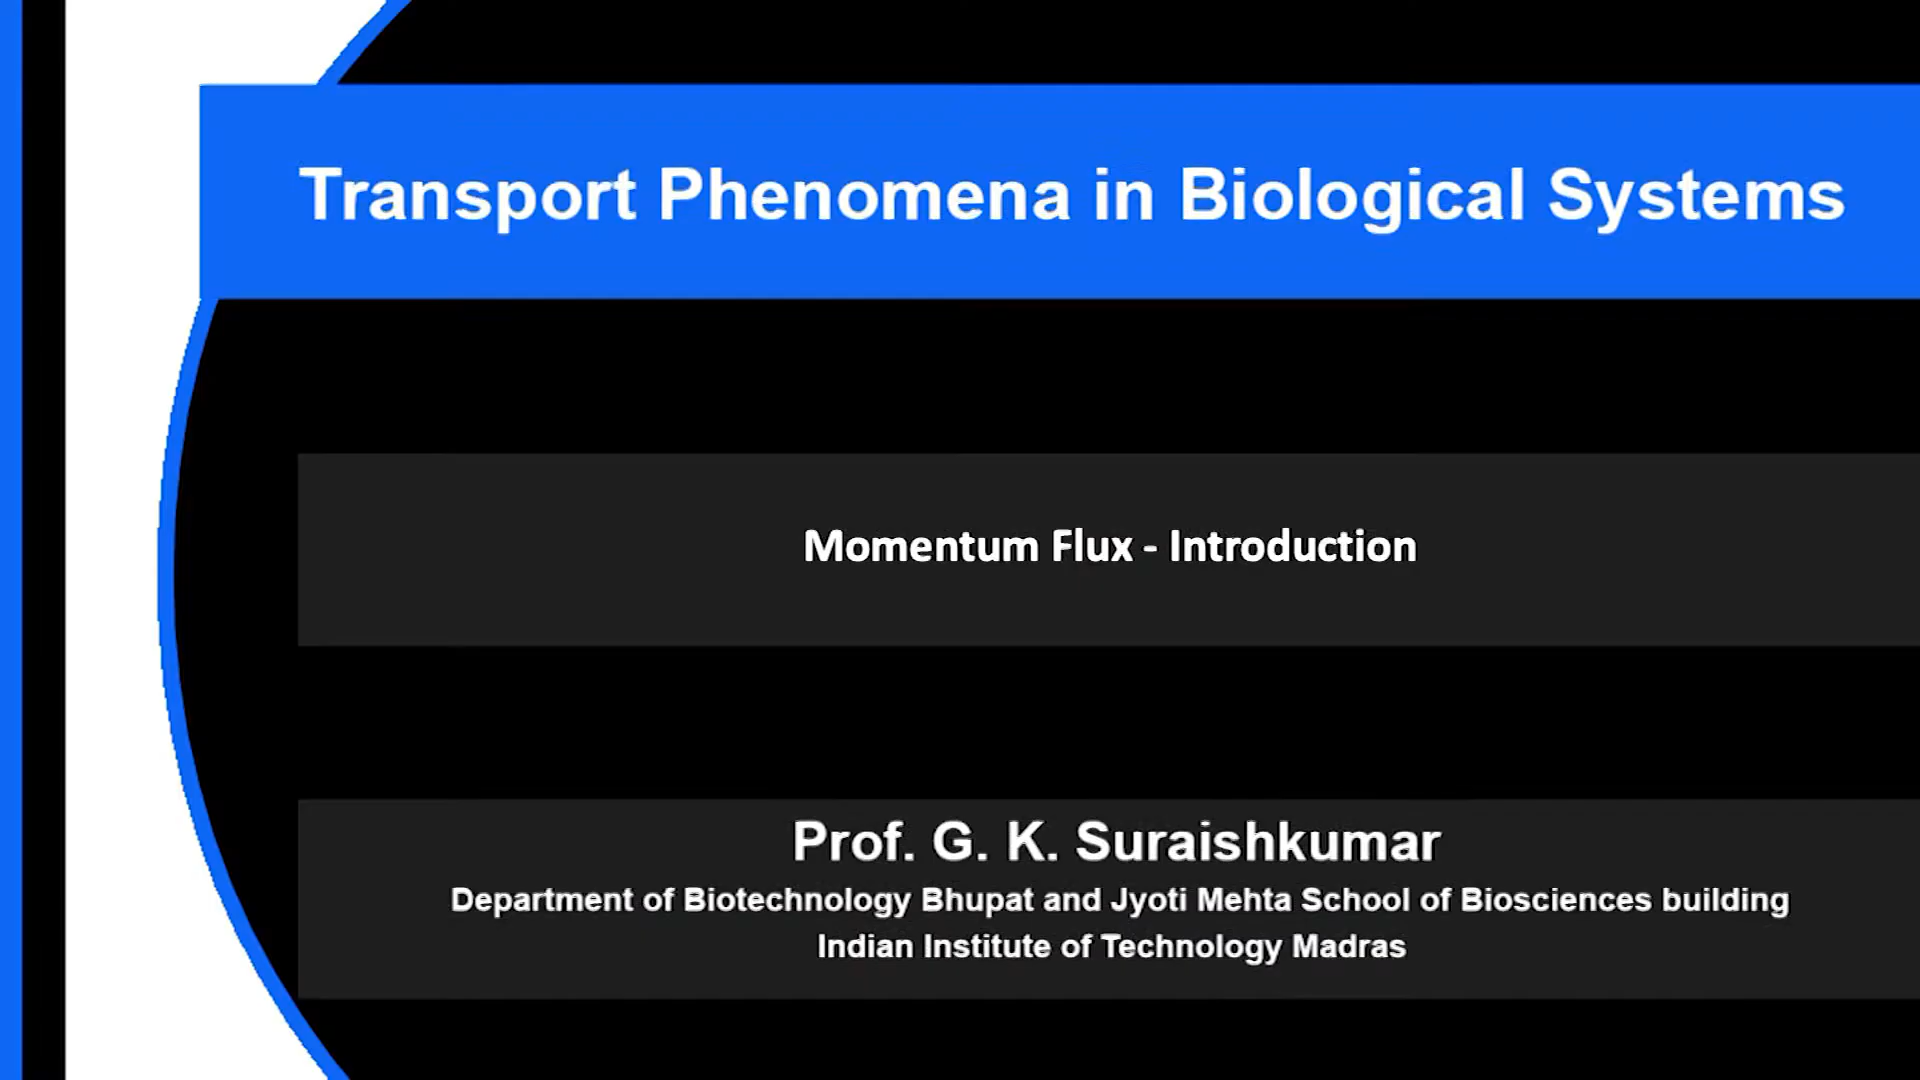 Transport Phenomena in Biological Systems
Momentum Flux - Introduction
Prof. G. K. Suraishkumar
Department of Biotechnology Bhupat and Jyoti Mehta School of Biosciences building
Indian Institute of Technology Madras